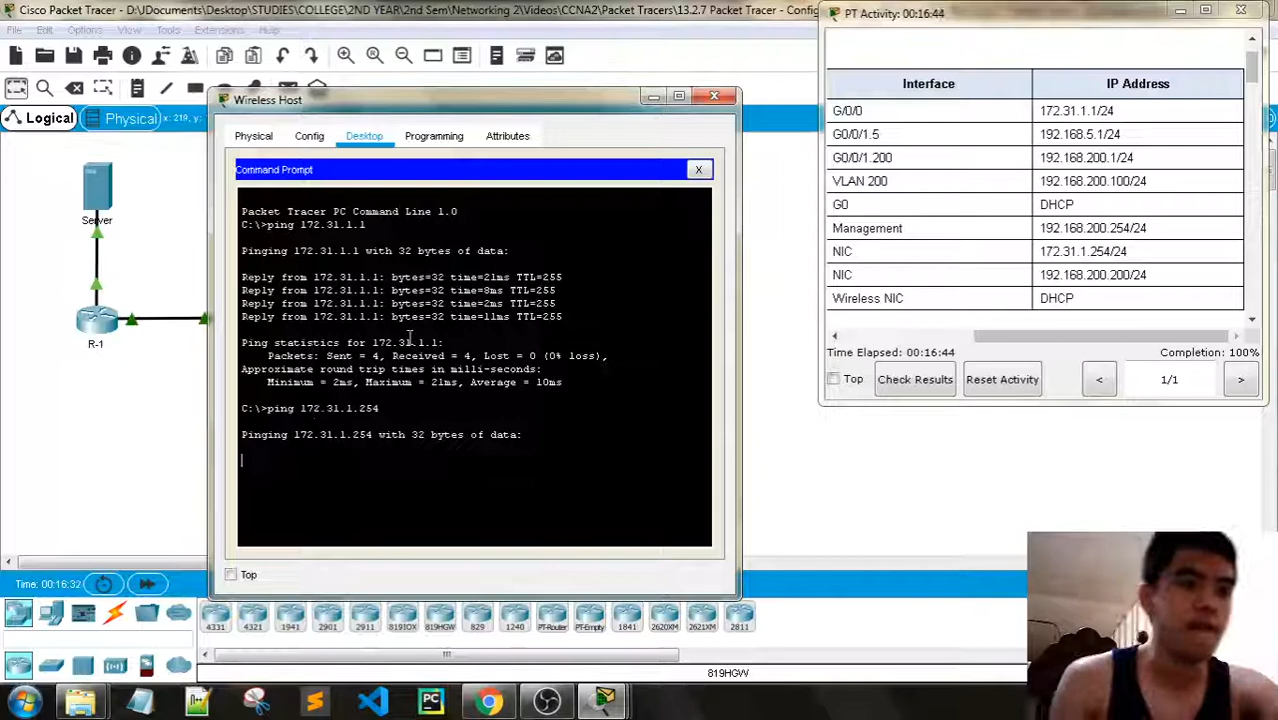 Cisco Packet Tracer - D:\JDocuments\Desktop\STUDIES\COLLEGE\2ND YEAR\2nd Sem\Networking 2\Videos\CCNA2\Packet Tracers\13.2.7 Packet Tracer - Config
File Edit Options View Tools Extensions Help
Logical Physical x: 219, y:
Server
R-1
Wireless Host
Physical Config Desktop Programming Attributes
Command Prompt X
Packet Tracer PC Command Line 1.0
C:\>ping 172.31.1.1
Pinging 172.31.1.1 with 32 bytes of data:
Reply from 172.31.1.1: bytes=32 time=21ms TTL=255
Reply from 172.31.1.1: bytes=32 time=8ms TTL=255
Reply from 172.31.1.1: bytes=32 time=2ms TTL=255
Reply from 172.31.1.1: bytes=32 time=11ms TTL=255
Ping statistics for 172.31.1.1:
Packets: Sent = 4, Received = 4, Lost = 0 (0% loss),
Approximate round trip times in milli-seconds:
Minimum = 2ms, Maximum = 21ms, Average = 10ms
C:\>ping 172.31.1.254
Pinging 172.31.1.254 with 32 bytes of data:
Top
PT Activity: 00:16:44
Interface IP Address
G/0/0 172.31.1.1/24
G0/0/1.5 192.168.5.1/24
G0/0/1.200 192.168.200.1/24
VLAN 200 192.168.200.100/24
G0 DHCP
Management 192.168.200.254/24
NIC 172.31.1.254/24
NIC 192.168.200.200/24
Wireless NIC DHCP
Time Elapsed: 00:16:44 Completion: 100%
Top Check Results Reset Activity < 1/1 >
Time: 00:16:32
4331 4321 1941 2901 2911 819IOX 819HGW 829 1240 PT-Router PT-Empty 1841 2620XM 2621XM 2811
819HGW